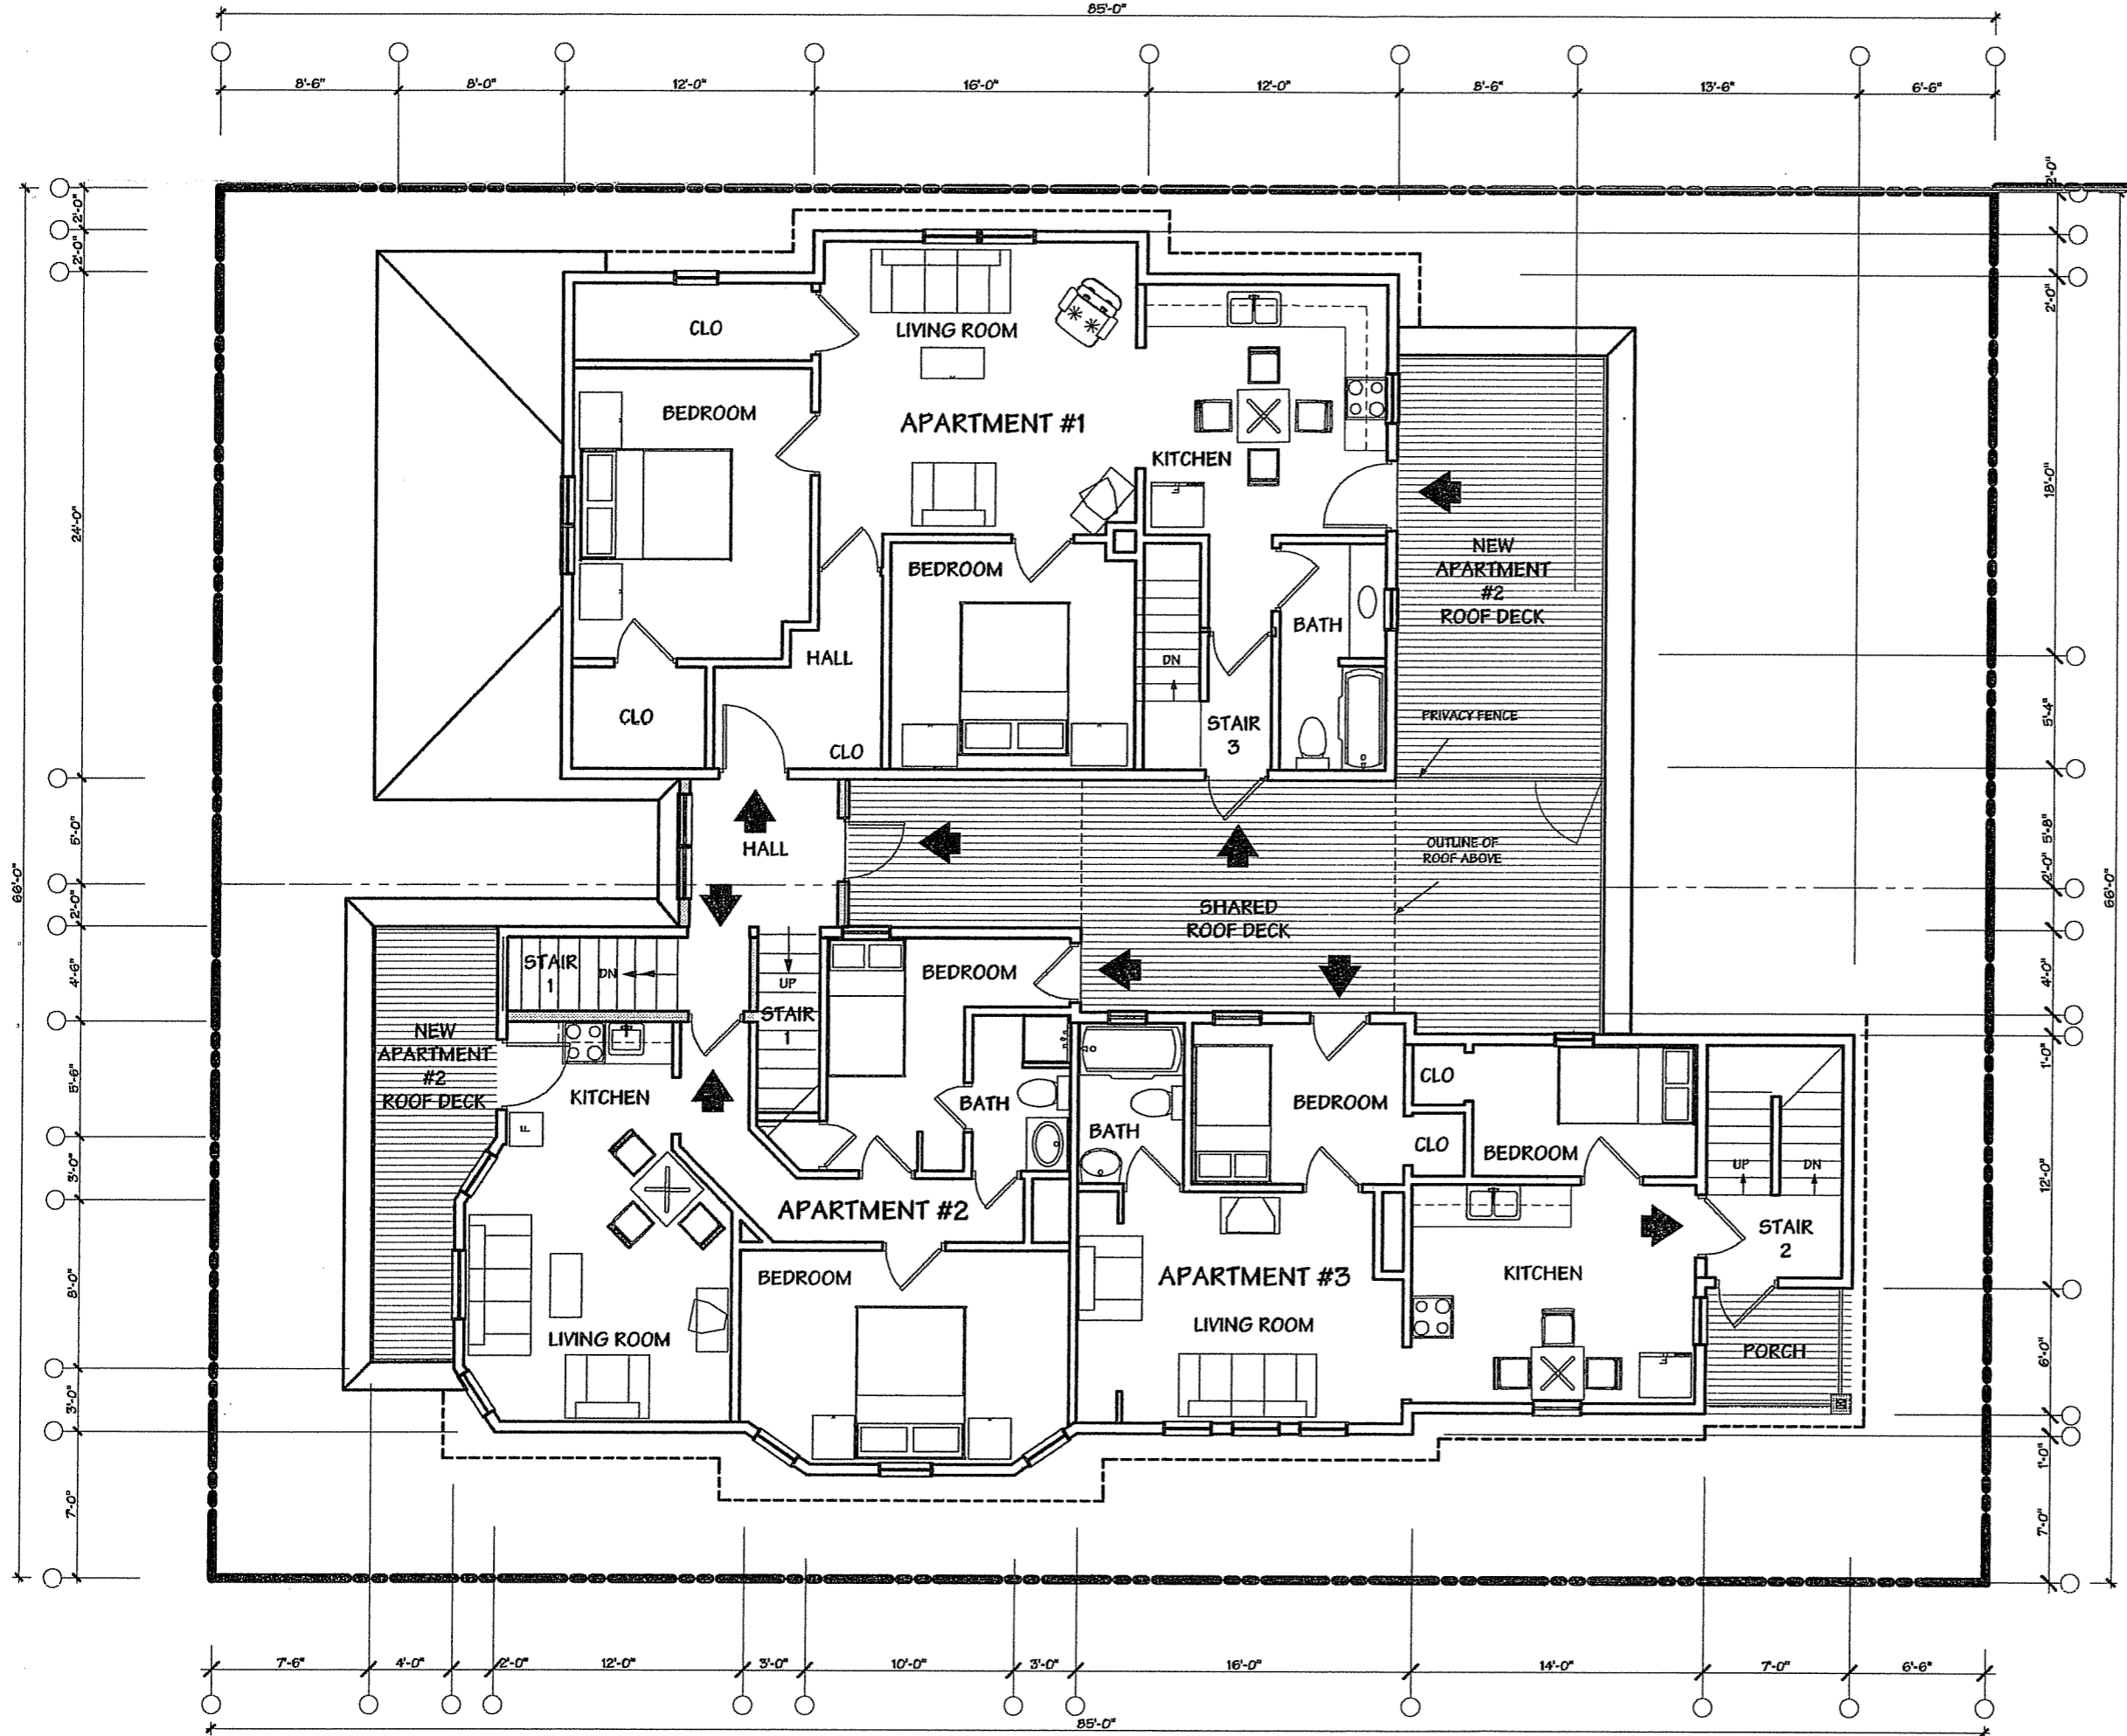 85'-0"
8'-6" 8'-0" 12'-0" 16'-0" 12'-0" 8'-6" 13'-6" 6'-6"
2'-0"
2'-0"
24'-0"
5'-0"
2'-0"
4'-6"
5'-6"
3'-0"
8'-0"
3'-0"
7'-0"
66'-0"
CLO
LIVING ROOM
BEDROOM
APARTMENT #1
KITCHEN
BEDROOM
NEW
APARTMENT
#2
ROOF DECK
BATH
HALL
DN
CLO
CLO
STAIR
3
PRIVACY FENCE
HALL
OUTLINE OF
ROOF ABOVE
SHARED
ROOF DECK
STAIR
1
DN
UP
STAIR
1
BEDROOM
NEW
APARTMENT
#2
ROOF DECK
KITCHEN
F
BATH
BATH
BEDROOM
CLO
CLO
BEDROOM
UP
DN
APARTMENT #2
STAIR
2
BEDROOM
APARTMENT #3
KITCHEN
LIVING ROOM
LIVING ROOM
PORCH
2'-0"
2'-0"
18'-0"
5'-4"
5'-8"
2'-0"
4'-0"
1'-0"
12'-0"
6'-0"
1'-0"
7'-0"
66'-0"
7'-6" 4'-0" 2'-0" 12'-0" 3'-0" 10'-0" 3'-0" 16'-0" 14'-0" 7'-0" 6'-6"
85'-0"